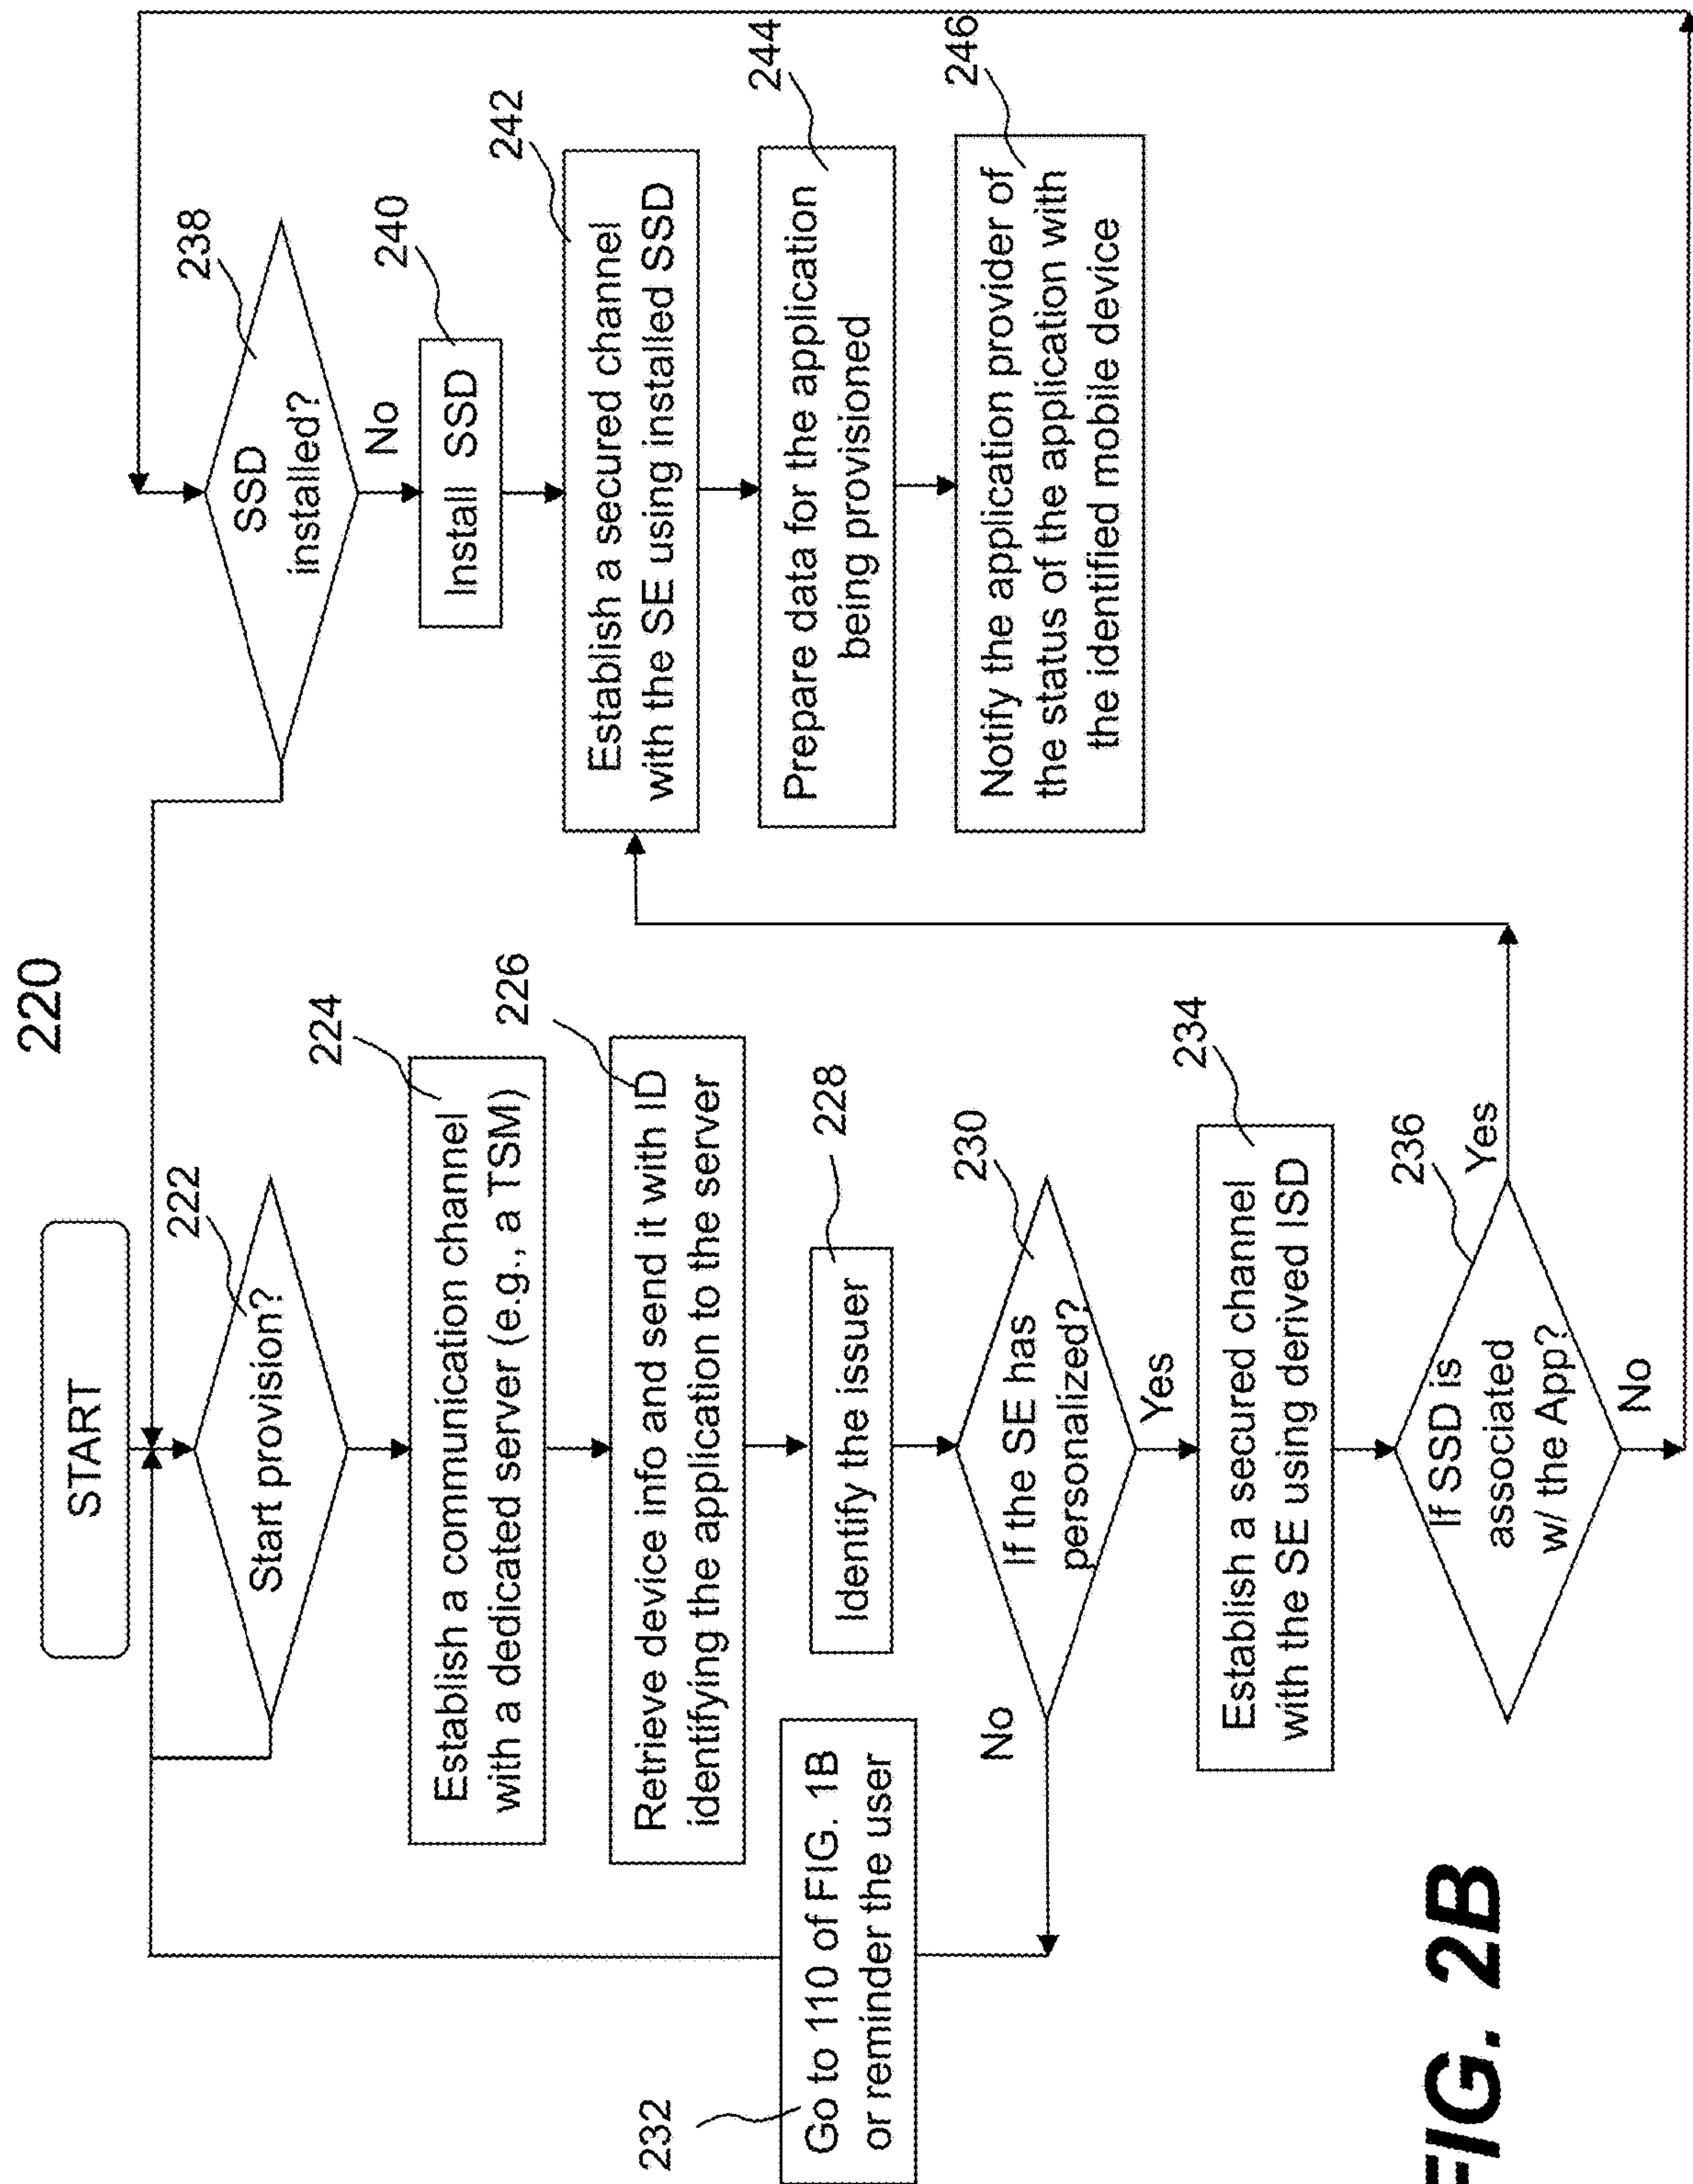 220
START
222
Start provision?
224
Establish a communication channel
with a dedicated server (e.g., a TSM)
226
Retrieve device info and send it with ID
identifying the application to the server
228
Identify the issuer
230
If the SE has
personalized?
No
Yes
232
Go to 110 of FIG. 1B
or reminder the user
234
Establish a secured channel
with the SE using derived ISD
236
If SSD is
associated
w/ the App?
Yes
No
238
SSD
installed?
No
240
Install SSD
242
Establish a secured channel
with the SE using installed SSD
244
Prepare data for the application
being provisioned
246
Notify the application provider of
the status of the application with
the identified mobile device
FIG. 2B